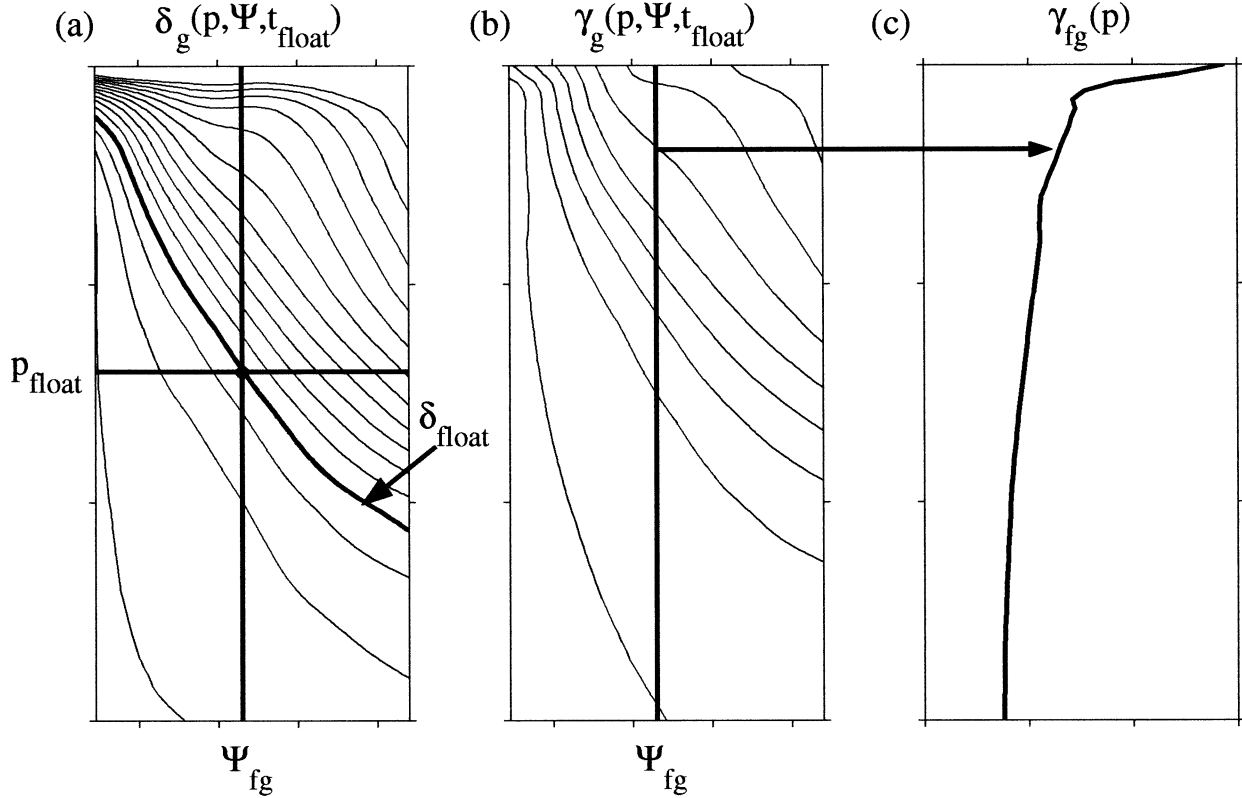 (a) δg(p,Ψ,tfloat) (b) γg(p,Ψ,tfloat) (c) γfg(p)
pfloat
δfloat
Ψfg Ψfg